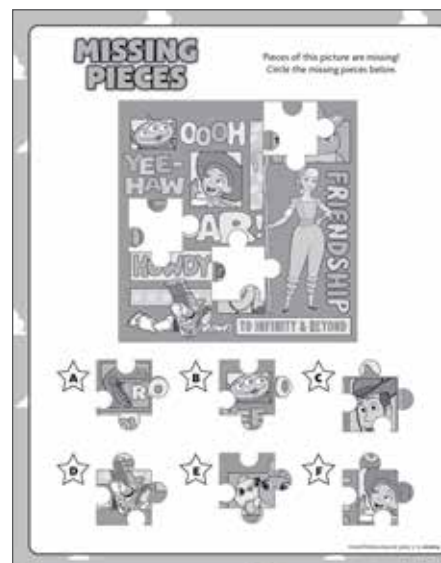 MISSING
PIECES
Pieces of this picture are missing!
Circle the missing pieces below.
OOOH
YEE-
HAW
AR!
HOWDY
FRIENDSHIP
TO INFINITY & BEYOND
A
B
C
R
D
E
F